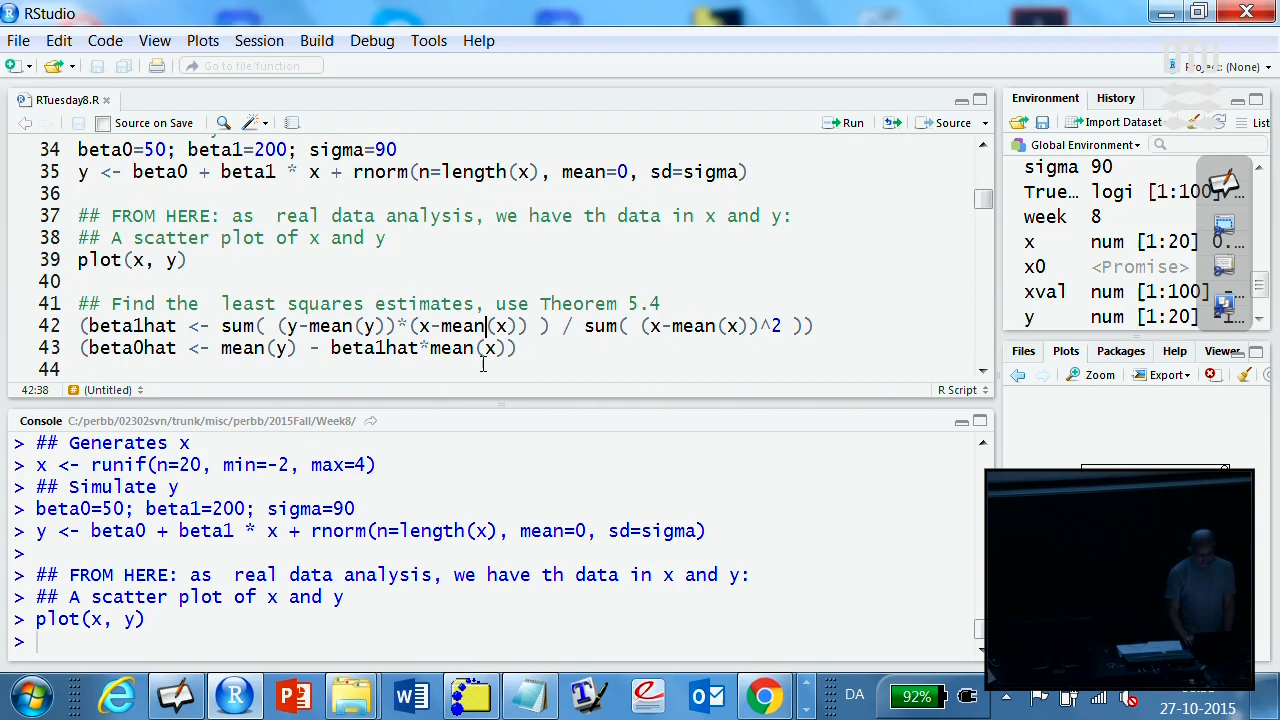 RStudio
File Edit Code View Plots Session Build Debug Tools Help
Go to file/function
Project: (None)
RTuesday8.R
Source on Save
Run
Source
34 beta0=50; beta1=200; sigma=90
35 y <- beta0 + beta1 * x + rnorm(n=length(x), mean=0, sd=sigma)
36
37 ## FROM HERE: as  real data analysis, we have th data in x and y:
38 ## A scatter plot of x and y
39 plot(x, y)
40
41 ## Find the  least squares estimates, use Theorem 5.4
42 (beta1hat <- sum( (y-mean(y))*(x-mean(x)) ) / sum( (x-mean(x))^2 ))
43 (beta0hat <- mean(y) - beta1hat*mean(x))
44
42:38 (Untitled) R Script
Console C:/perbb/02302svn/trunk/misc/perbb/2015Fall/Week8/
> ## Generates x
> x <- runif(n=20, min=-2, max=4)
> ## Simulate y
> beta0=50; beta1=200; sigma=90
> y <- beta0 + beta1 * x + rnorm(n=length(x), mean=0, sd=sigma)
>
> ## FROM HERE: as  real data analysis, we have th data in x and y:
> ## A scatter plot of x and y
> plot(x, y)
>
Environment History
Import Dataset List
Global Environment
sigma 90
True… logi [1:100]
week 8
x num [1:20] 0…
x0 <Promise>
xval num [1:100]
y num [1:20]
Files Plots Packages Help Viewer
Zoom Export
DA
92%
27-10-2015